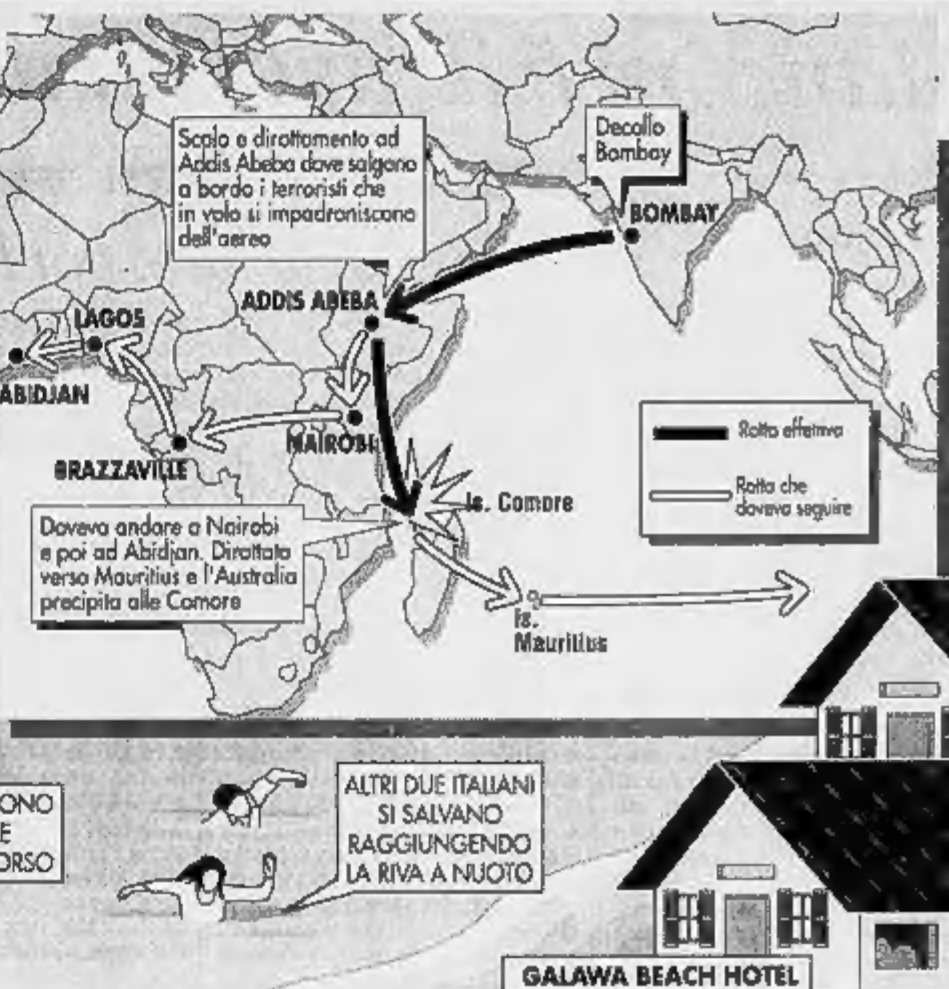 Scalo e dirottamento ad
Addis Abeba dove salgono
a bordo i terroristi che
in volo si impadroniscono
dell'aereo
Decollo
Bombay
BOMBAY
ADDIS ABEBA
LAGOS
ABIDJAN
NAIROBI
BRAZZAVILLE
Rotta effettiva
Rotta che
doveva seguire
Is. Comore
Doveva andare a Nairobi
e poi ad Abidjan. Dirottato
verso Mauritius e l'Australia
precipita alle Comore
Is.
Mauritius
ONO
E
ORSO
ALTRI DUE ITALIANI
SI SALVANO
RAGGIUNGENDO
LA RIVA A NUOTO
GALAWA BEACH HOTEL